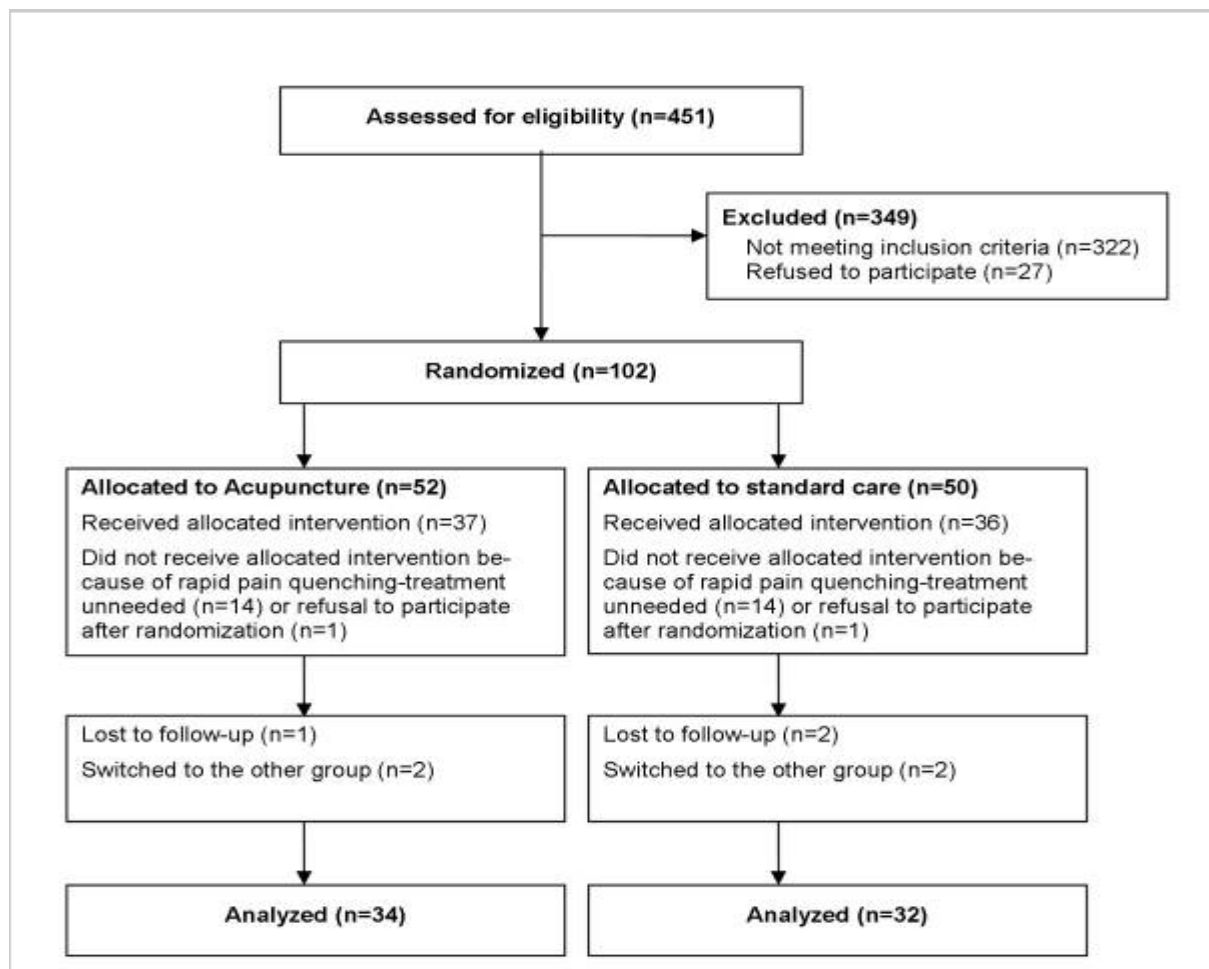 Assessed for eligibility (n=451)
Excluded (n=349)
Not meeting inclusion criteria (n=322)
Refused to participate (n=27)
Randomized (n=102)
Allocated to Acupuncture (n=52)
Received allocated intervention (n=37)
Did not receive allocated intervention be-
cause of rapid pain quenching-treatment
unneeded (n=14) or refusal to participate
after randomization (n=1)
Allocated to standard care (n=50)
Received allocated intervention (n=36)
Did not receive allocated intervention be-
cause of rapid pain quenching-treatment
unneeded (n=14) or refusal to participate
after randomization (n=1)
Lost to follow-up (n=1)
Switched to the other group (n=2)
Lost to follow-up (n=2)
Switched to the other group (n=2)
Analyzed (n=34)
Analyzed (n=32)